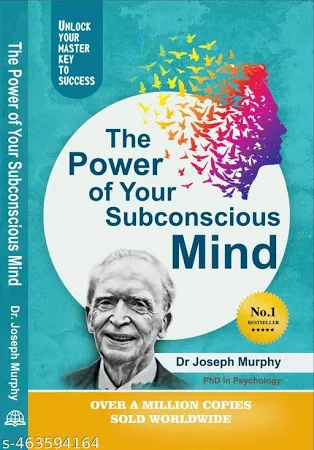 UNLOCK
YOUR
MASTER
KEY
TO
SUCCESS
The Power of Your Subconscious Mind
Dr. Joseph Murphy
The
Power
of Your
Subconscious
Mind
No.1
BESTSELLER
★★★★★
Dr Joseph Murphy
PhD in Psychology
OVER A MILLION COPIES
SOLD WORLDWIDE
s-463594164